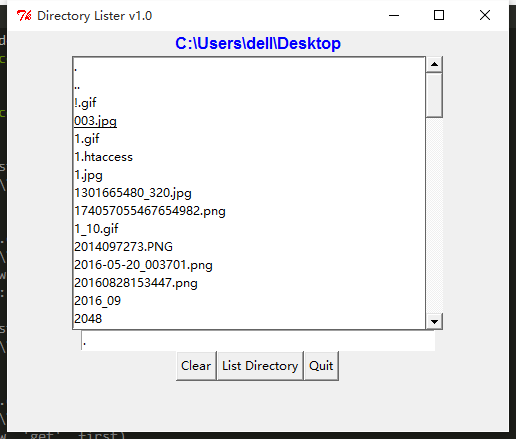 Directory Lister v1.0
C:\Users\dell\Desktop
.
..
!.gif
003.jpg
1.gif
1.htaccess
1.jpg
1301665480_320.jpg
174057055467654982.png
1_10.gif
2014097273.PNG
2016-05-20_003701.png
20160828153447.png
2016_09
2048
.
Clear List Directory Quit
'get', first)